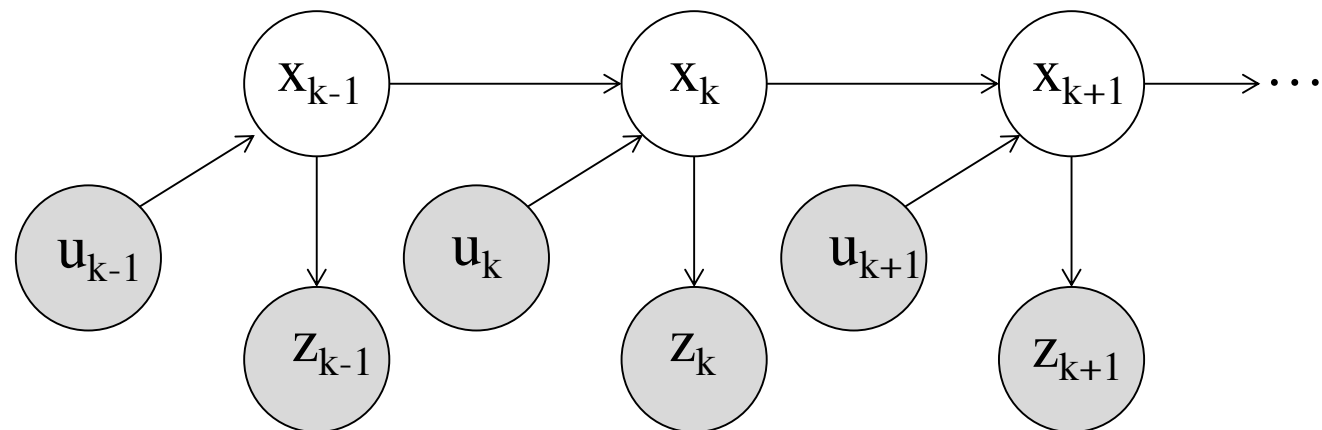 x_{k-1} x_k x_{k+1} ...
u_{k-1} u_k u_{k+1}
z_{k-1} z_k z_{k+1}